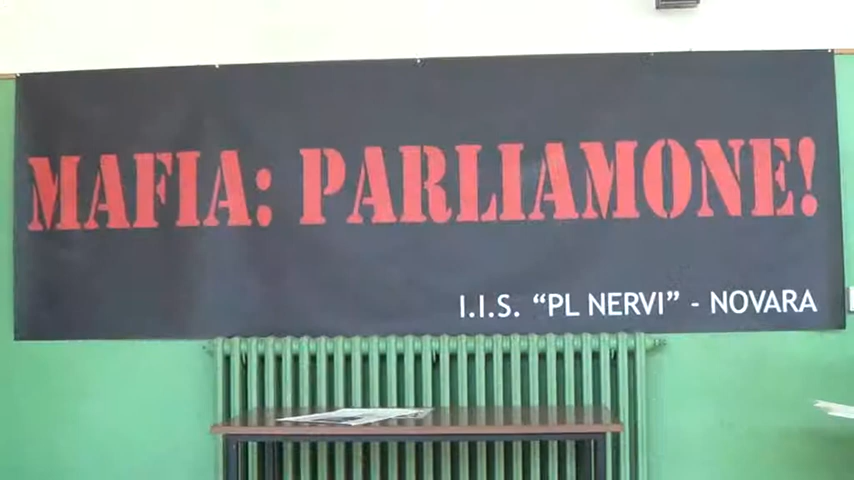 MAFIA: PARLIAMONE!
I.I.S. “PL NERVI” - NOVARA